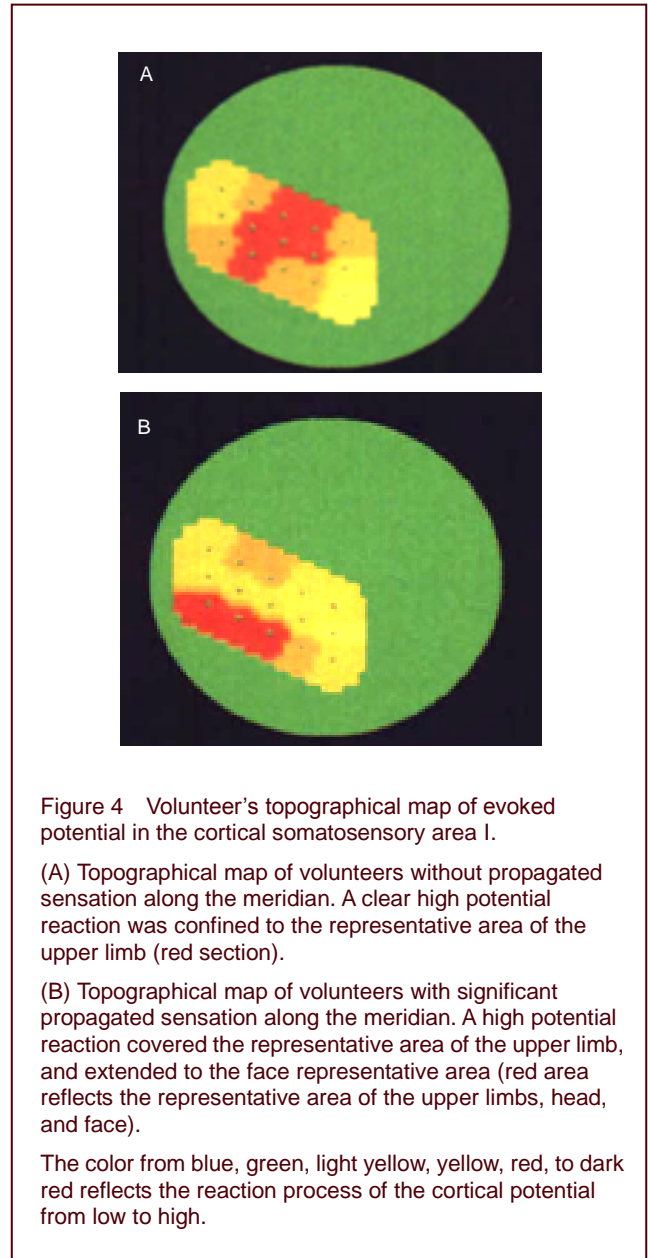 A
B
Figure 4 Volunteer's topographical map of evoked
potential in the cortical somatosensory area I.
(A) Topographical map of volunteers without propagated
sensation along the meridian. A clear high potential
reaction was confined to the representative area of the
upper limb (red section).
(B) Topographical map of volunteers with significant
propagated sensation along the meridian. A high potential
reaction covered the representative area of the upper limb,
and extended to the face representative area (red area
reflects the representative area of the upper limbs, head,
and face).
The color from blue, green, light yellow, yellow, red, to dark
red reflects the reaction process of the cortical potential
from low to high.